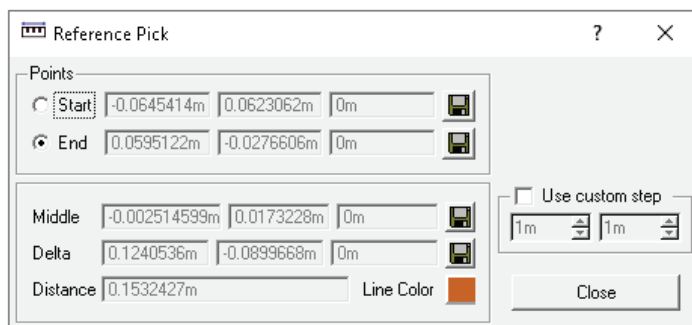 Reference Pick ?
Points
Start -0.0645414m 0.0623062m 0m
End 0.0595122m -0.0276606m 0m
Use custom step
Middle -0.002514599m 0.0173228m 0m 1m 1m
Delta 0.1240536m -0.0899668m 0m
Distance 0.1532427m Line Color Close